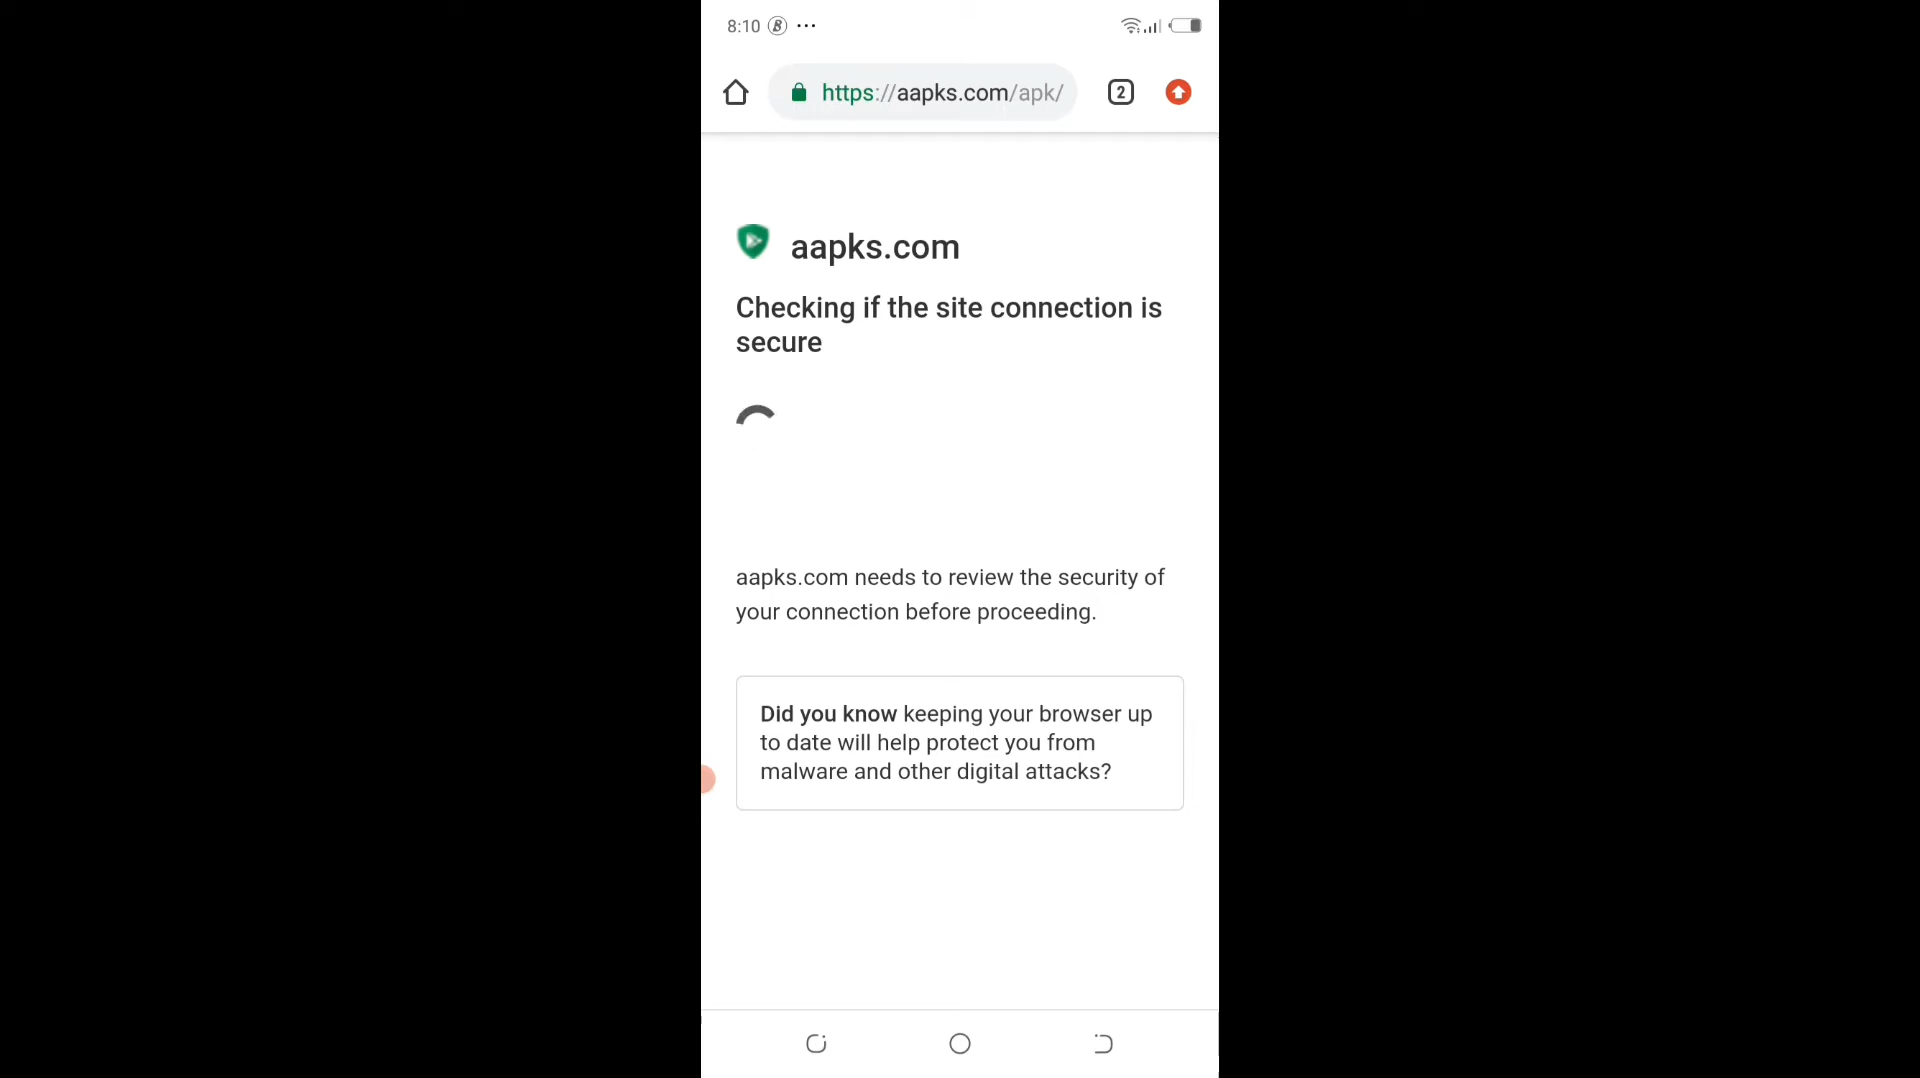 8:10
https://aapks.com/apk/
2
aapks.com
Checking if the site connection is
secure
aapks.com needs to review the security of
your connection before proceeding.
Did you know keeping your browser up
to date will help protect you from
malware and other digital attacks?